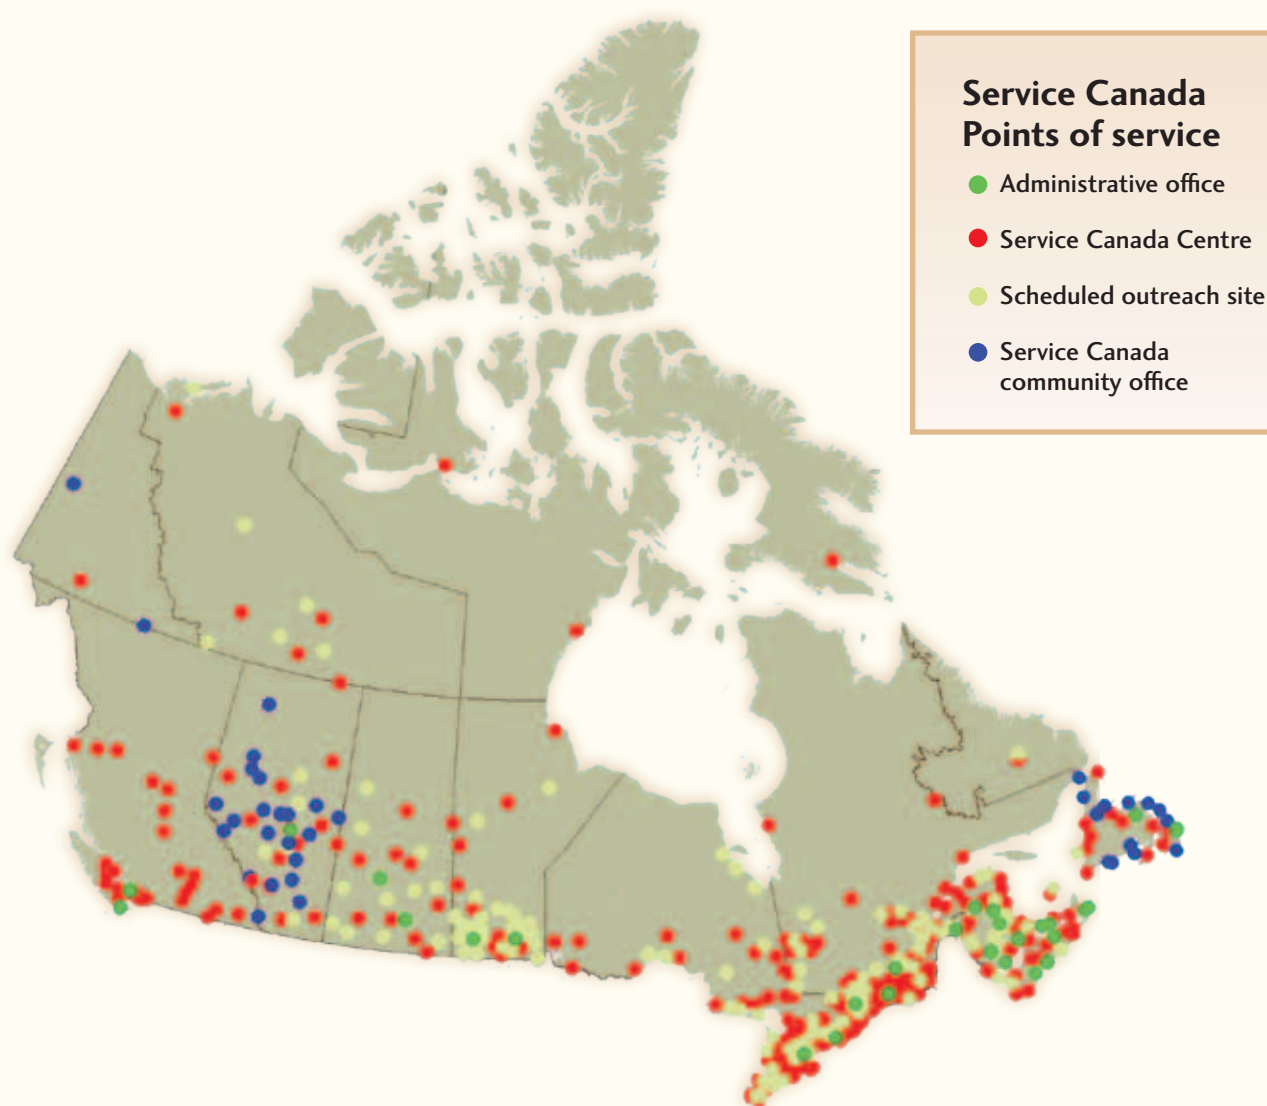 Service Canada
Points of service
Administrative office
Service Canada Centre
Scheduled outreach site
Service Canada
community office